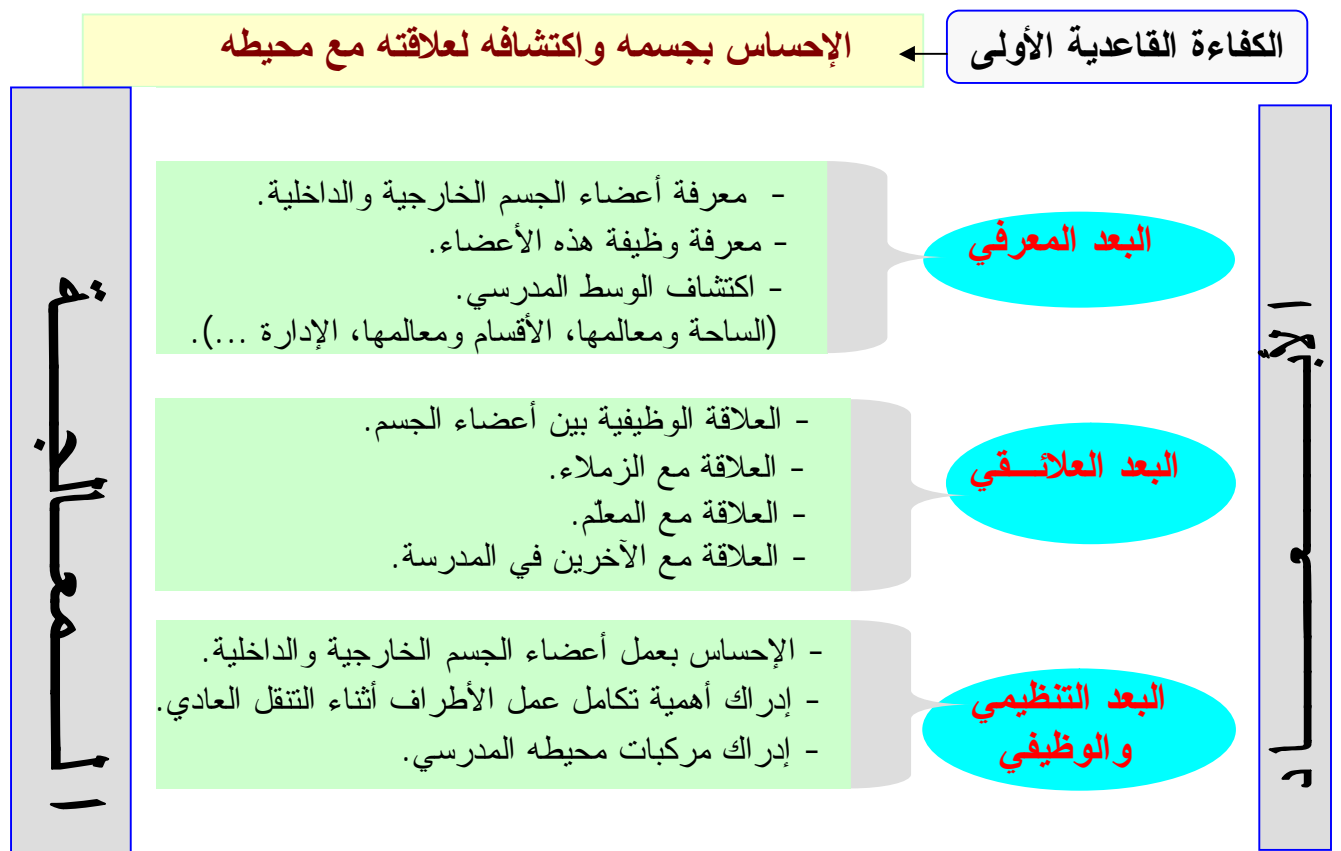 الكفاءة القاعدية الأولى
الإحساس بجسمه واكتشافه لعلاقته مع محيطه
الأبـــعـــاد
الـــمعـالجـــة
البعد المعرفي
- معرفة أعضاء الجسم الخارجية والداخلية.
- معرفة وظيفة هذه الأعضاء.
- اكتشاف الوسط المدرسي.
(الساحة ومعالمها، الأقسام ومعالمها، الإدارة ...).
البعد العلائـــقي
- العلاقة الوظيفية بين أعضاء الجسم.
- العلاقة مع الزملاء.
- العلاقة مع المعلّم.
- العلاقة مع الآخرين في المدرسة.
البعد التنظيمي
والوظيفي
- الإحساس بعمل أعضاء الجسم الخارجية والداخلية.
- إدراك أهمية تكامل عمل الأطراف أثناء التنقل العادي.
- إدراك مركبات محيطه المدرسي.